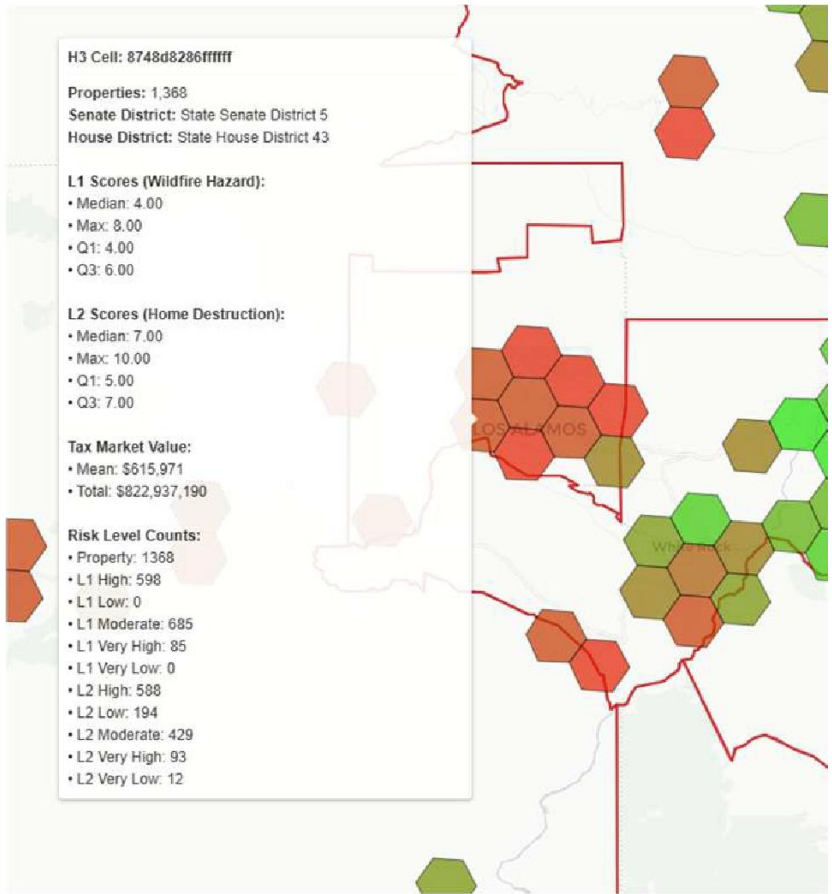 H3 Cell: 8748d8286ffffff
Properties: 1,368
Senate District: State Senate District 5
House District: State House District 43
L1 Scores (Wildfire Hazard):
• Median: 4.00
• Max: 8.00
• Q1: 4.00
• Q3: 6.00
L2 Scores (Home Destruction):
• Median: 7.00
• Max: 10.00
• Q1: 5.00
• Q3: 7.00
Tax Market Value:
• Mean: $615,971
• Total: $822,937,190
Risk Level Counts:
• Property: 1368
• L1 High: 598
• L1 Low: 0
• L1 Moderate: 685
• L1 Very High: 85
• L1 Very Low: 0
• L2 High: 588
• L2 Low: 194
• L2 Moderate: 429
• L2 Very High: 93
• L2 Very Low: 12
LOS ALAMOS
White Rock